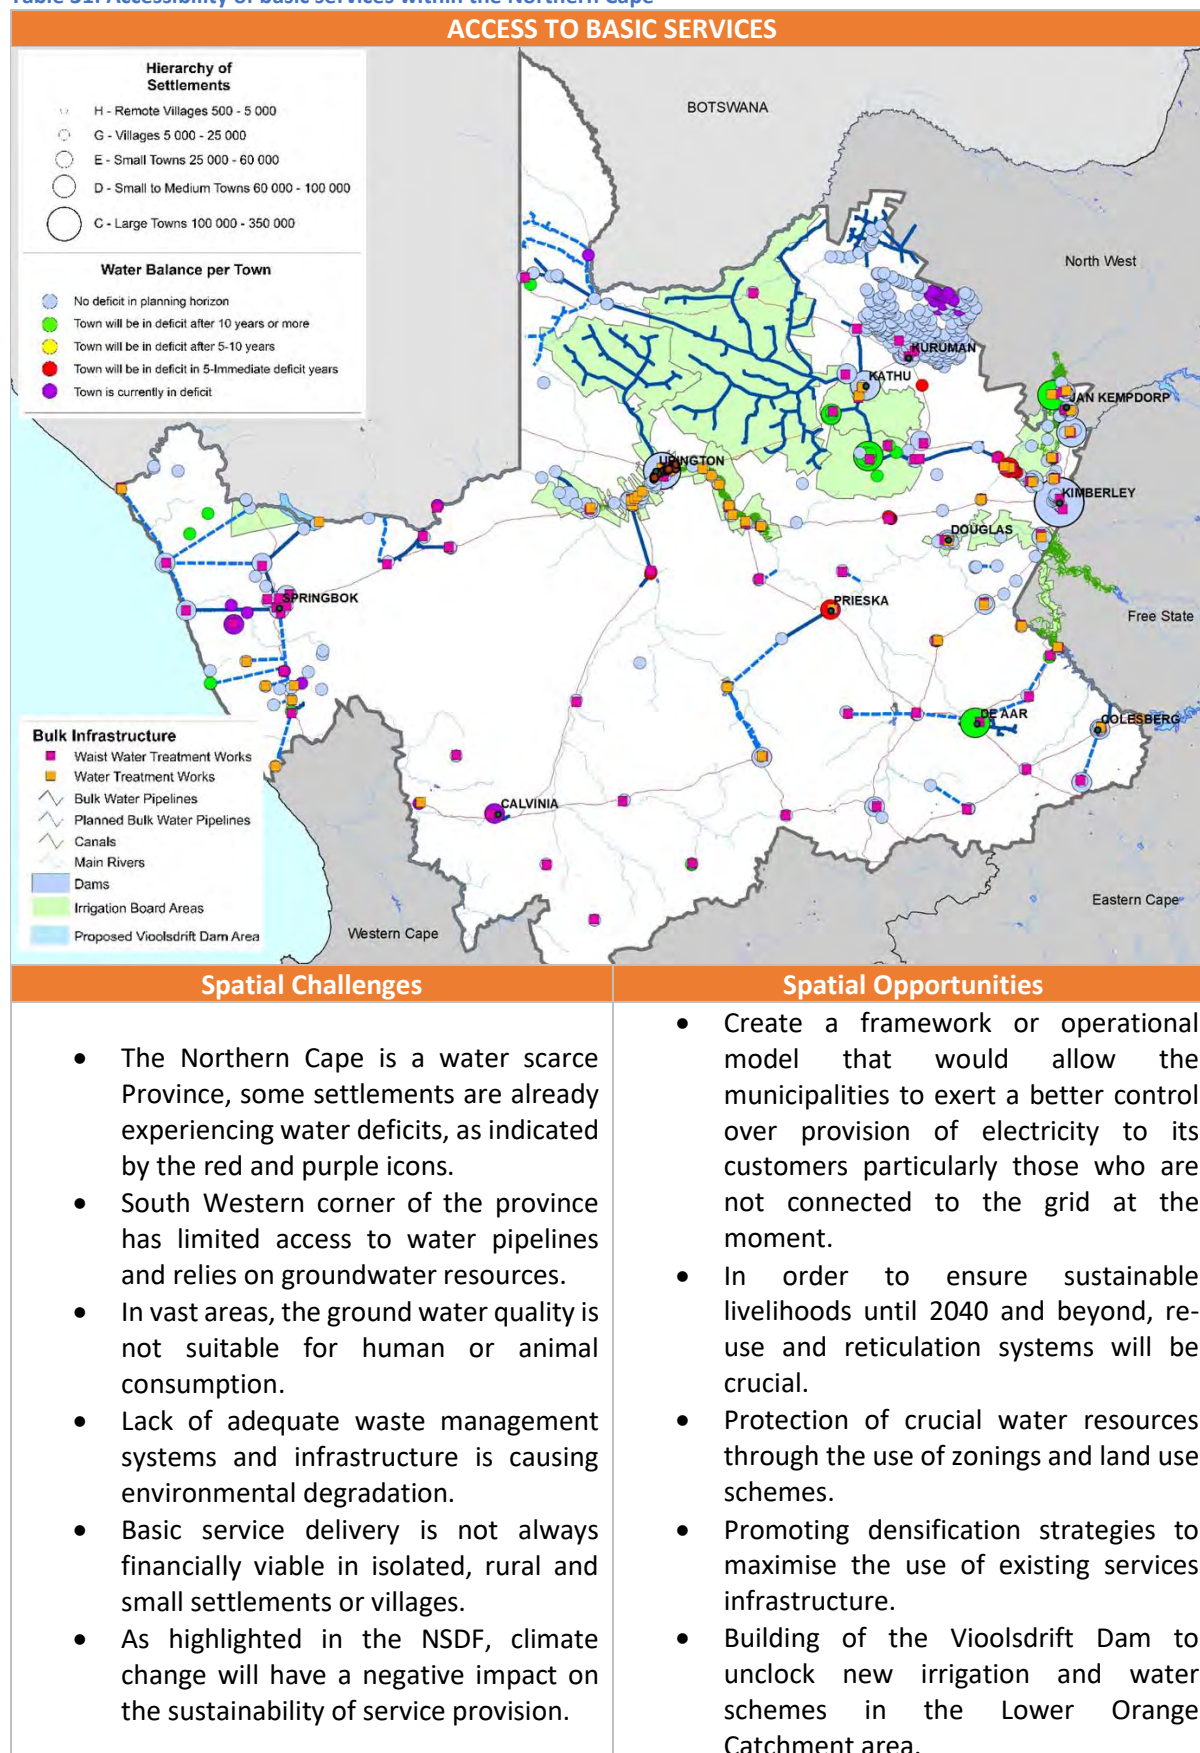 Table 31: Accessibility of basic services within the Northern Cape
ACCESS TO BASIC SERVICES
Hierarchy of
Settlements
H - Remote Villages 500 - 5 000
G - Villages 5 000 - 25 000
E - Small Towns 25 000 - 60 000
D - Small to Medium Towns 60 000 - 100 000
C - Large Towns 100 000 - 350 000
Water Balance per Town
No deficit in planning horizon
Town will be in deficit after 10 years or more
Town will be in deficit after 5-10 years
Town will be in deficit in 5-Immediate deficit years
Town is currently in deficit
BOTSWANA
North West
KURUMAN
KATHU
JAN KEMPDORP
UPINGTON
KIMBERLEY
DOUGLAS
SPRINGBOK
PRIESKA
Free State
DE AAR
COLESBERG
CALVINIA
Eastern Cape
Western Cape
Bulk Infrastructure
Waist Water Treatment Works
Water Treatment Works
Bulk Water Pipelines
Planned Bulk Water Pipelines
Canals
Main Rivers
Dams
Irrigation Board Areas
Proposed Vioolsdrift Dam Area
Spatial Challenges
• The Northern Cape is a water scarce
Province, some settlements are already
experiencing water deficits, as indicated
by the red and purple icons.
• South Western corner of the province
has limited access to water pipelines
and relies on groundwater resources.
• In vast areas, the ground water quality is
not suitable for human or animal
consumption.
• Lack of adequate waste management
systems and infrastructure is causing
environmental degradation.
• Basic service delivery is not always
financially viable in isolated, rural and
small settlements or villages.
• As highlighted in the NSDF, climate
change will have a negative impact on
the sustainability of service provision.
Spatial Opportunities
• Create a framework or operational
model that would allow the
municipalities to exert a better control
over provision of electricity to its
customers particularly those who are
not connected to the grid at the
moment.
• In order to ensure sustainable
livelihoods until 2040 and beyond, re-
use and reticulation systems will be
crucial.
• Protection of crucial water resources
through the use of zonings and land use
schemes.
• Promoting densification strategies to
maximise the use of existing services
infrastructure.
• Building of the Vioolsdrift Dam to
unclock new irrigation and water
schemes in the Lower Orange
Catchment area.